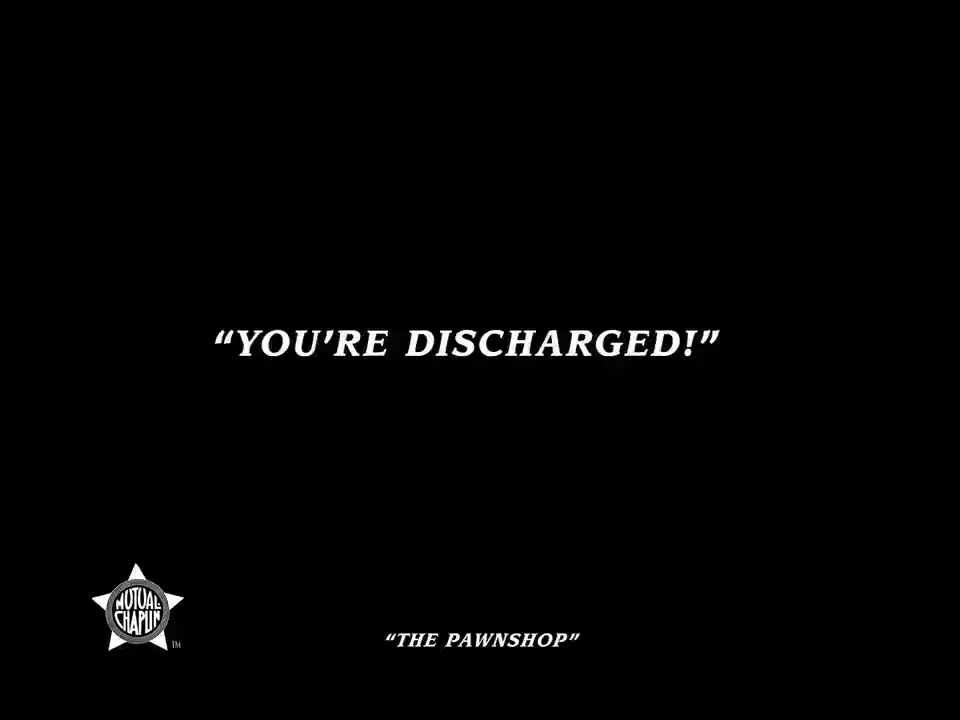 “YOU’RE DISCHARGED!”
MUTUAL-
CHAPLIN
TM
“THE PAWNSHOP”